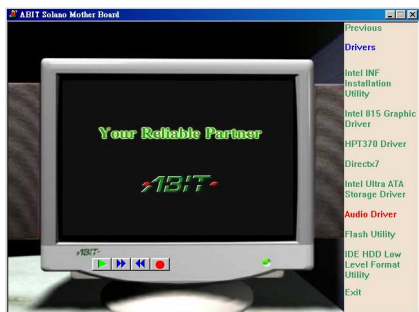 ABIT Solano Mother Board
Previous
Drivers
Intel INF
Installation
Utility
Intel 815 Graphic
Driver
HPT370 Driver
Directx7
Intel Ultra ATA
Storage Driver
Audio Driver
Flash Utility
IDE HDD Low
Level Format
Utility
Exit
Your Reliable Partner
ABIT
ABIT